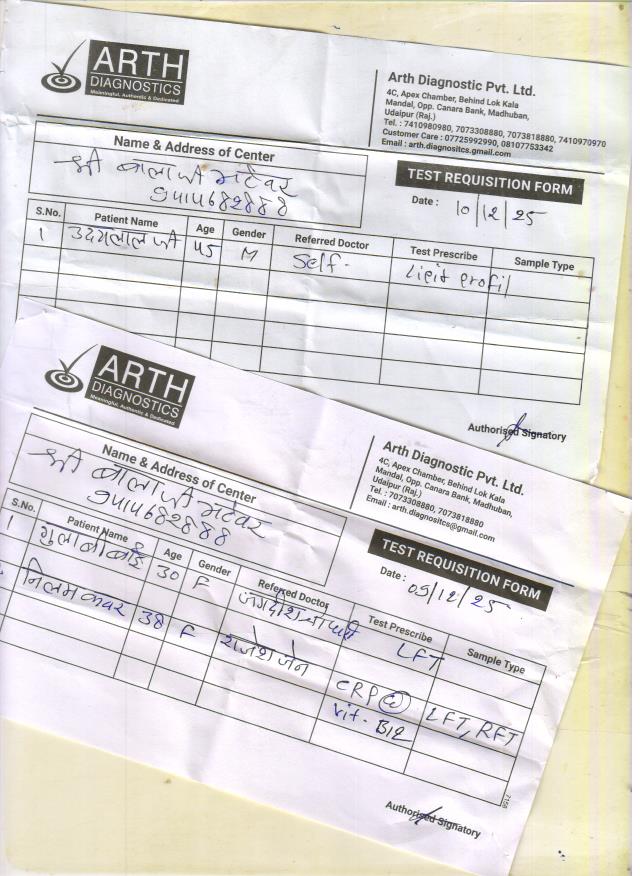 ARTH
DIAGNOSTICS
Meaningful, Authentic & Dedicated
Arth Diagnostic Pvt. Ltd.
4C, Apex Chamber, Behind Lok Kala
Mandal, Opp. Canara Bank, Madhuban,
Udaipur (Raj.)
Tel. : 7410980980, 7073308880, 7073818880, 7410970970
Customer Care : 07725992990, 08107753342
Email : arth.diagnositcs.gmail.com
Name & Address of Center
श्री बालाजी भटेवर
9414682888
TEST REQUISITION FORM
Date : 10/12/25
S.No. Patient Name Age Gender Referred Doctor Test Prescribe Sample Type
1 उदयलाल जी 45 M Self- Lipit profil
Authorised Signatory
ARTH
DIAGNOSTICS
Meaningful, Authentic & Dedicated
Arth Diagnostic Pvt. Ltd.
4C, Apex Chamber, Behind Lok Kala
Mandal, Opp. Canara Bank, Madhuban,
Udaipur (Raj.)
Tel. : 7073308880, 7073818880
Email : arth.diagnositcs@gmail.com
Name & Address of Center
श्री बालाजी भटेवर
9414682888
TEST REQUISITION FORM
Date : 05/12/25
S.No. Patient Name Age Gender Referred Doctor Test Prescribe Sample Type
1 30 F जगदीश LFT
38 F राजेश जैन CRP LFT, RFT
Vit- B12
Authorised Signatory
7158